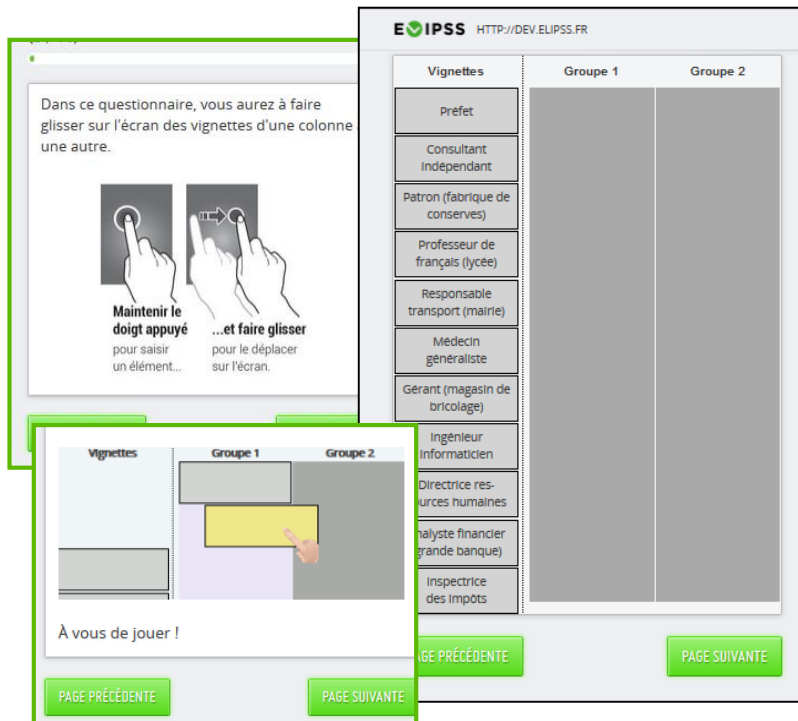 Dans ce questionnaire, vous aurez à faire
glisser sur l'écran des vignettes d'une colonne
une autre.
Maintenir le
doigt appuyé
pour saisir
un élément...
...et faire glisser
pour le déplacer
sur l'écran.
Vignettes
Groupe 1
Groupe 2
À vous de jouer !
PAGE PRÉCÉDENTE
PAGE SUIVANTE
ELIPSS HTTP://DEV.ELIPSS.FR
Vignettes
Groupe 1
Groupe 2
Préfet
Consultant
indépendant
Patron (fabrique de
conserves)
Professeur de
français (lycée)
Responsable
transport (mairie)
Médecin
généraliste
Gérant (magasin de
bricolage)
Ingénieur
informaticien
Directrice res-
ources humaines
nalyste financier
grande banque)
Inspectrice
des impôts
GE PRÉCÉDENTE
PAGE SUIVANTE